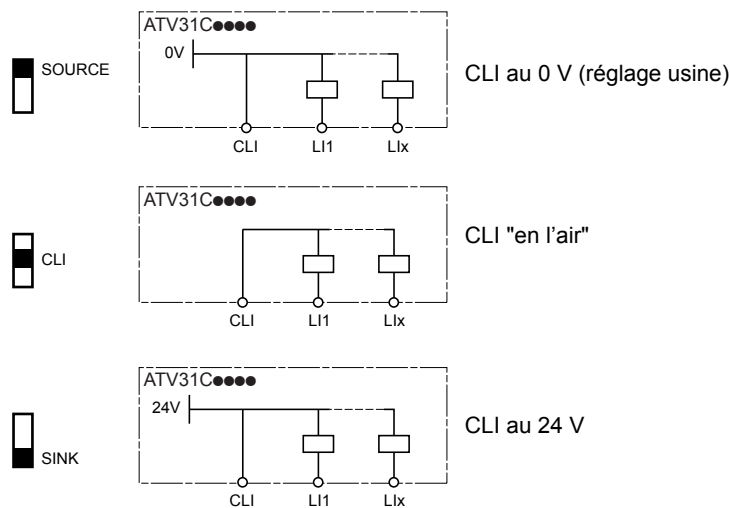 ATV31C●●●●
0V
SOURCE
CLI au 0 V (réglage usine)
CLI
LI1
LIx
ATV31C●●●●
CLI "en l’air"
CLI
CLI
LI1
LIx
ATV31C●●●●
24V
CLI au 24 V
SINK
CLI
LI1
LIx